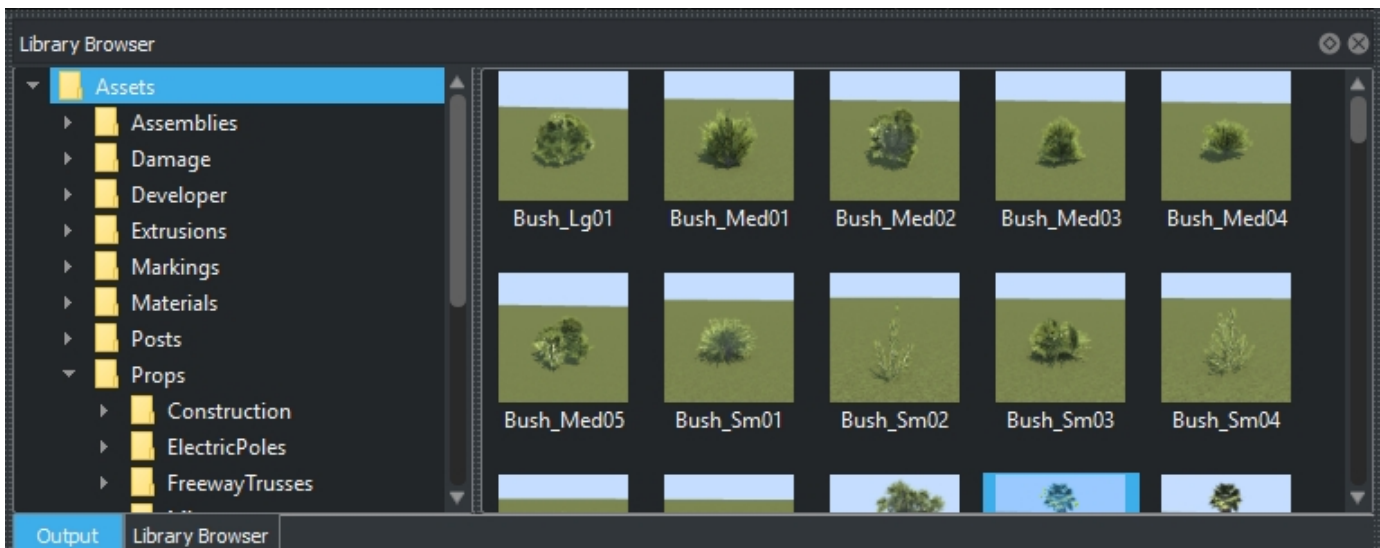 Library Browser
Assets
Assemblies
Damage
Developer
Extrusions
Markings
Materials
Posts
Props
Construction
ElectricPoles
FreewayTrusses
Bush_Lg01 Bush_Med01 Bush_Med02 Bush_Med03 Bush_Med04
Bush_Med05 Bush_Sm01 Bush_Sm02 Bush_Sm03 Bush_Sm04
Output Library Browser